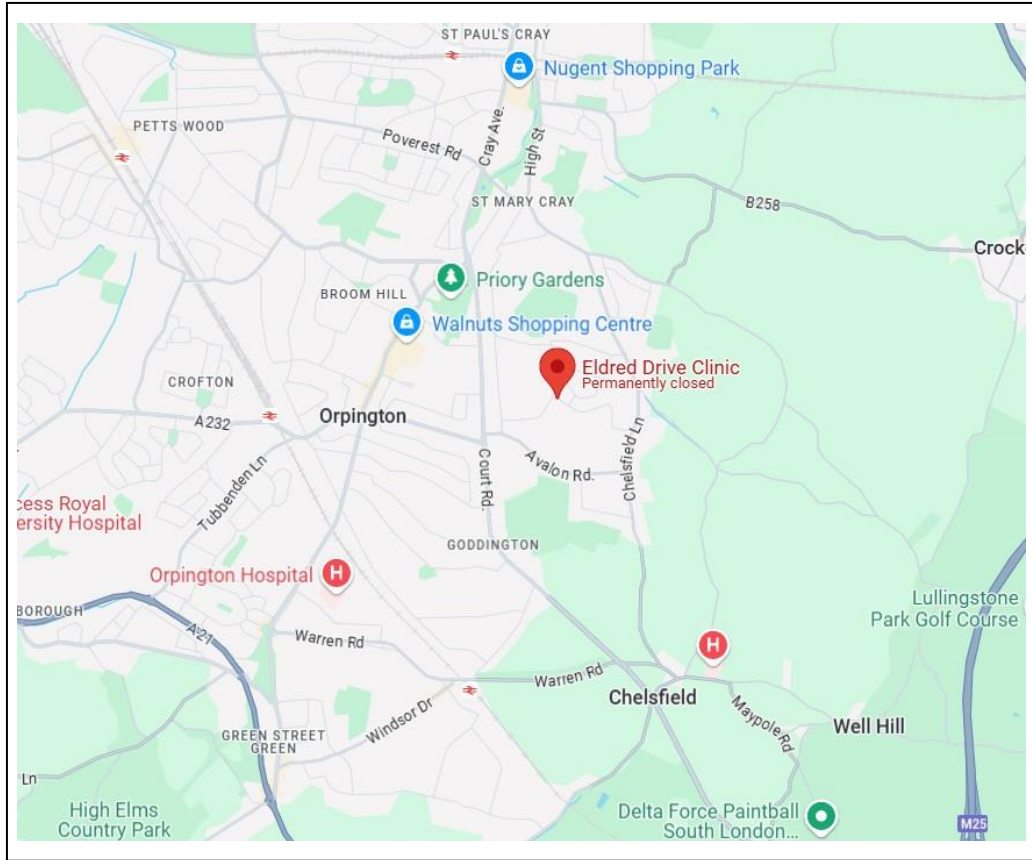 ST PAUL'S CRAY
Nugent Shopping Park
PETTS WOOD
Poverest Rd
Cray Ave.
High St
ST MARY CRAY
B258
Crock
Priory Gardens
BROOM HILL
Walnuts Shopping Centre
Eldred Drive Clinic
Permanently closed
CROFTON
A232
Orpington
Tubbenden Ln
Court Rd.
Avalon Rd.
Chelsfield Ln
cess Royal
ersity Hospital
GODDINGTON
Orpington Hospital
H
BOROUGH
A21
Lullingstone
Park Golf Course
H
Warren Rd
Warren Rd
Chelsfield
Maypole Rd
Well Hill
Windsor Dr
GREEN STREET
GREEN
Ln
High Elms
Country Park
Delta Force Paintball
South London...
M25